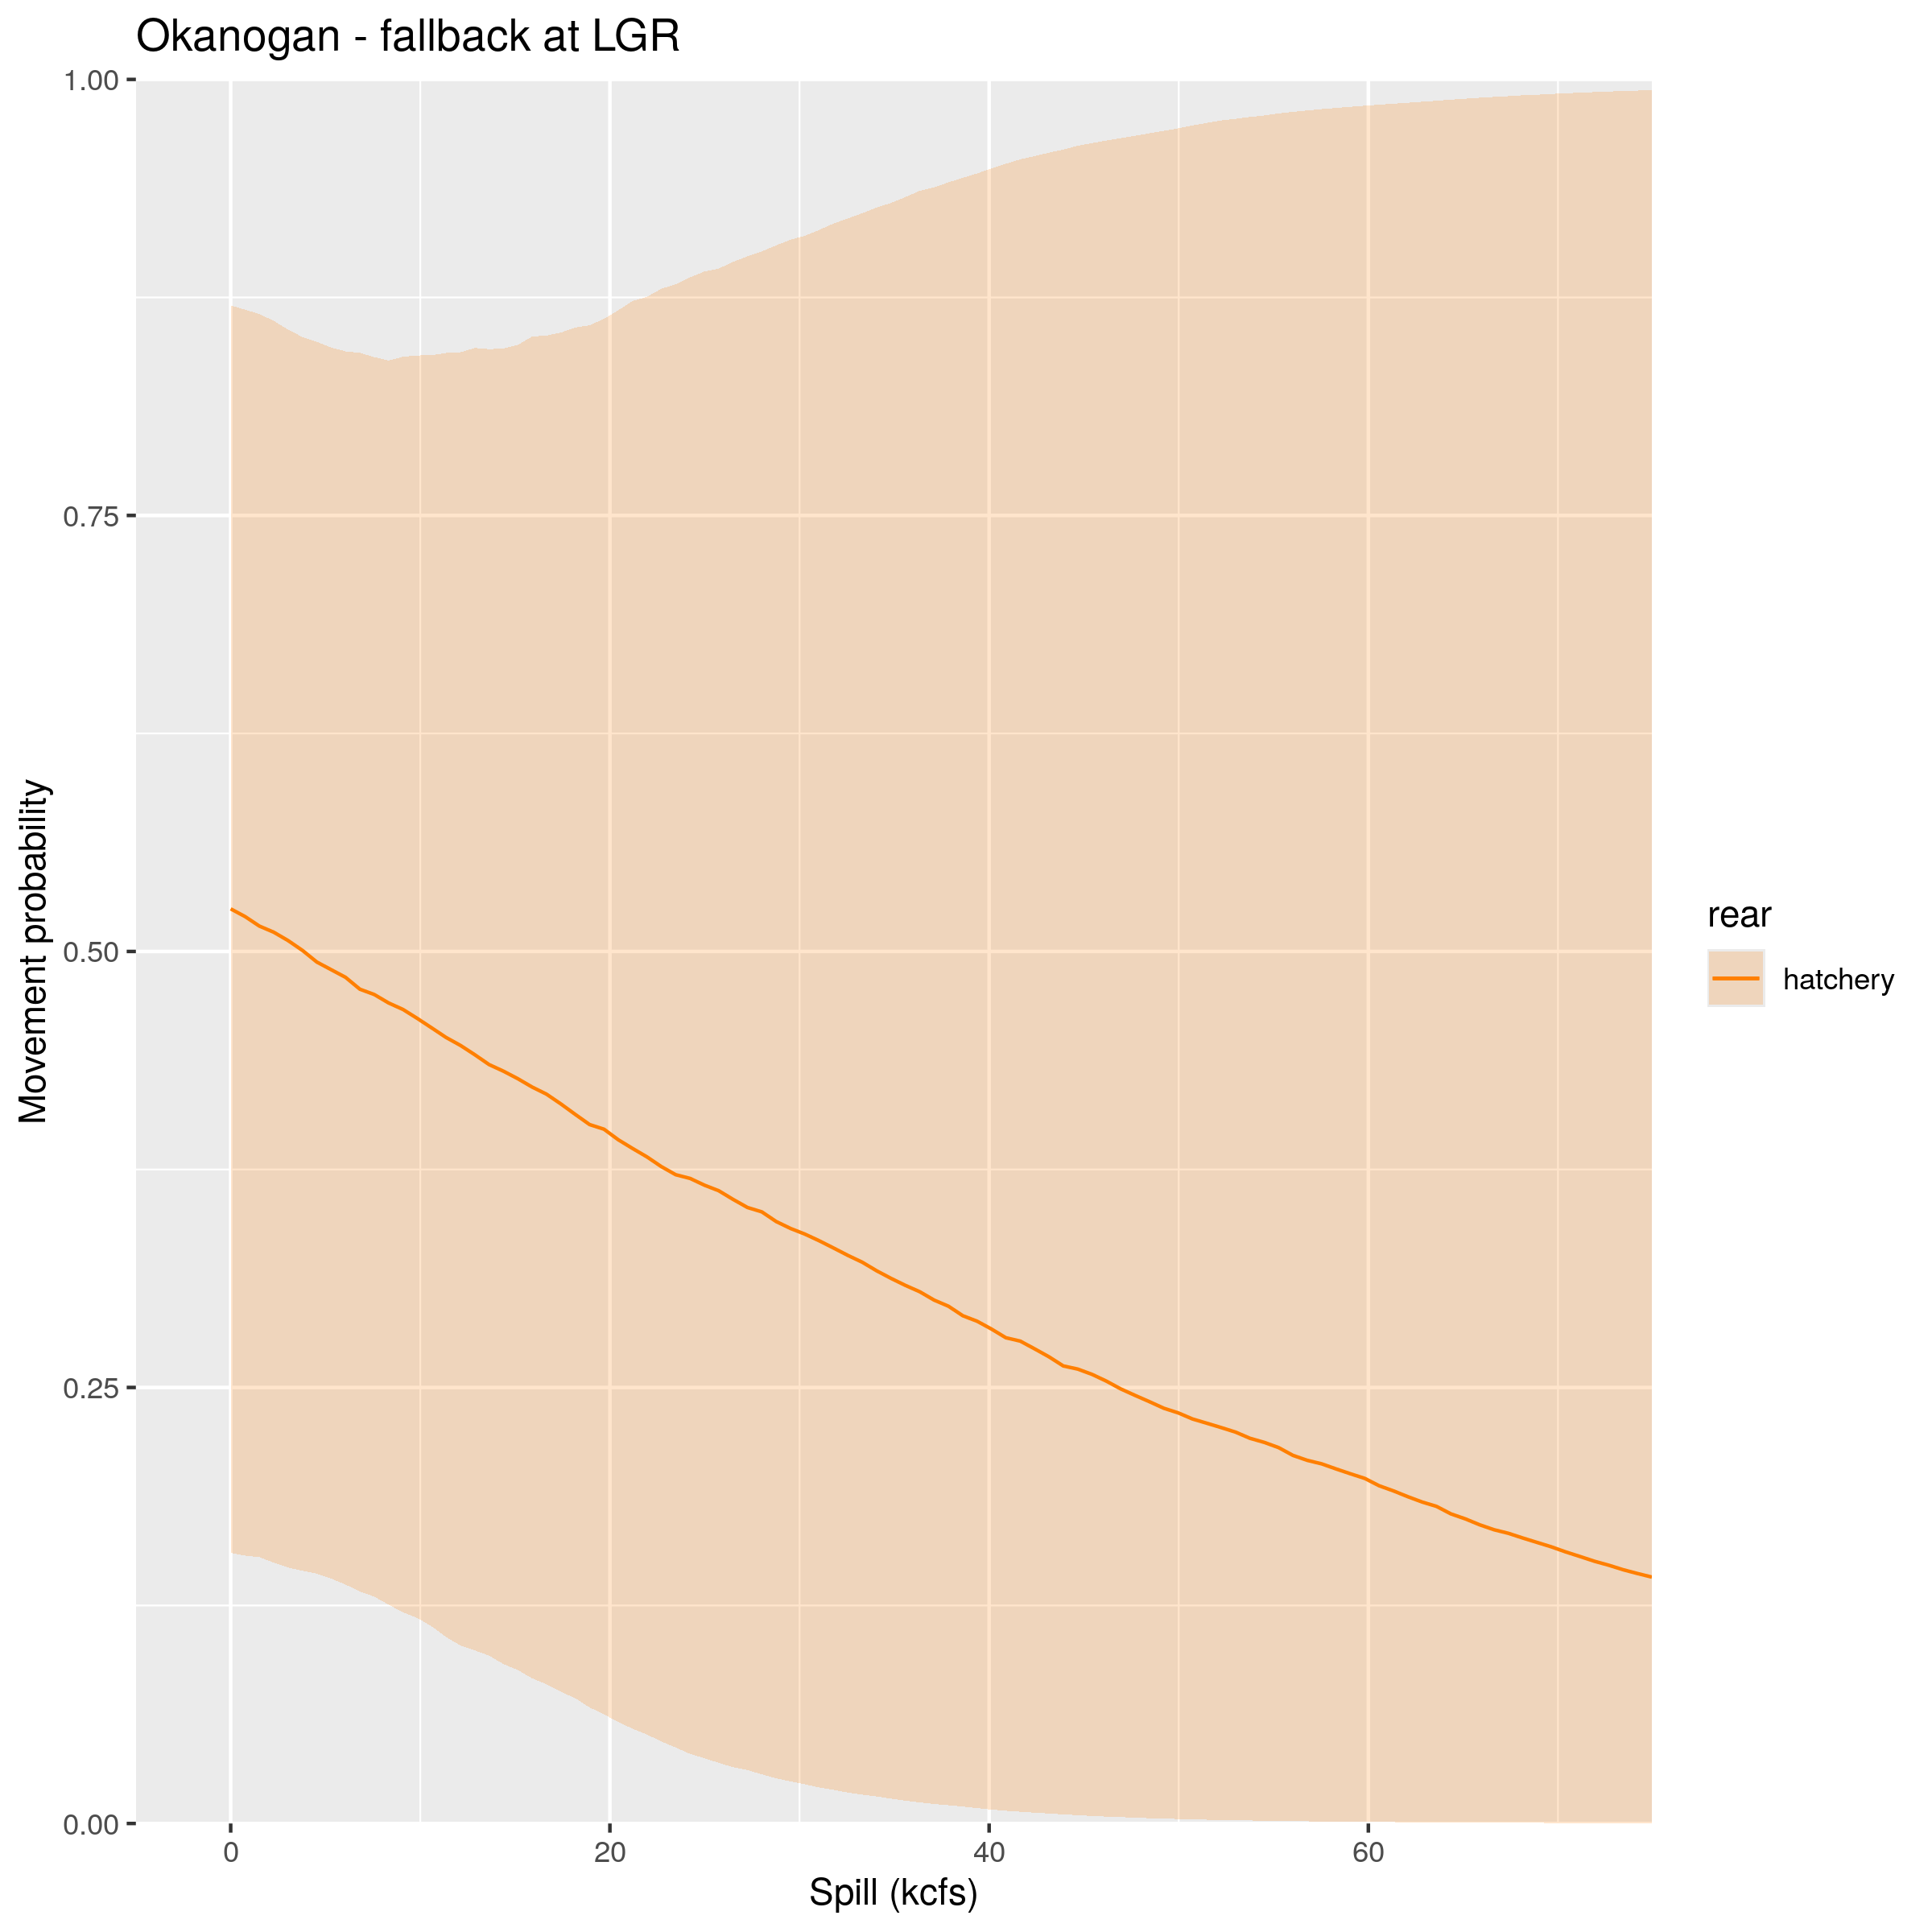 Okanogan - fallback at LGR
1.00
0.75
0.50
0.25
0.00
Movement probability
0
20
40
60
Spill (kcfs)
rear
hatchery